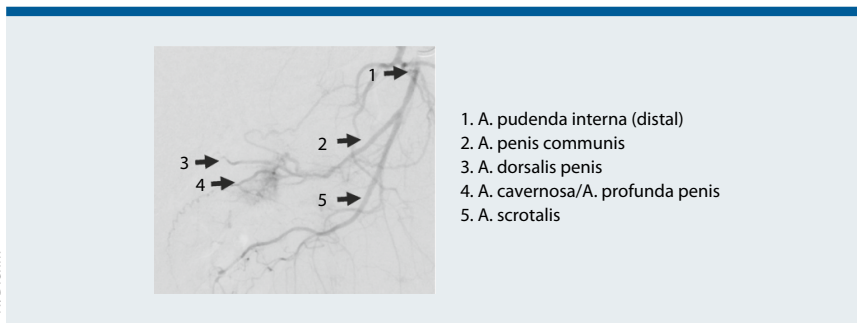 1
2
3
4
5
1. A. pudenda interna (distal)
2. A. penis communis
3. A. dorsalis penis
4. A. cavernosa/A. profunda penis
5. A. scrotalis